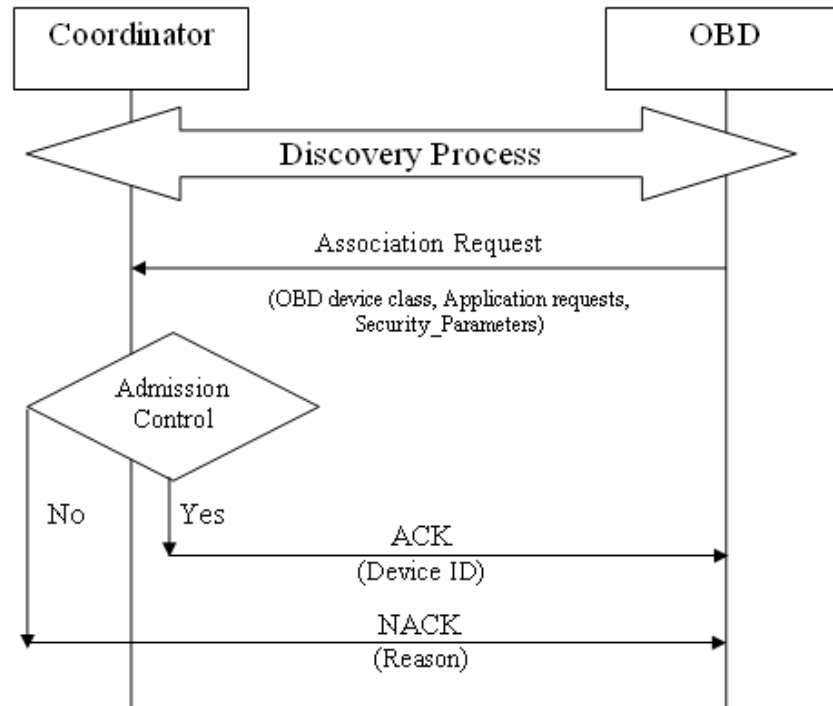 Coordinator
OBD
Discovery Process
Association Request
(OBD device class, Application requests,
Security_Parameters)
Admission
Control
No
Yes
ACK
(Device ID)
NACK
(Reason)